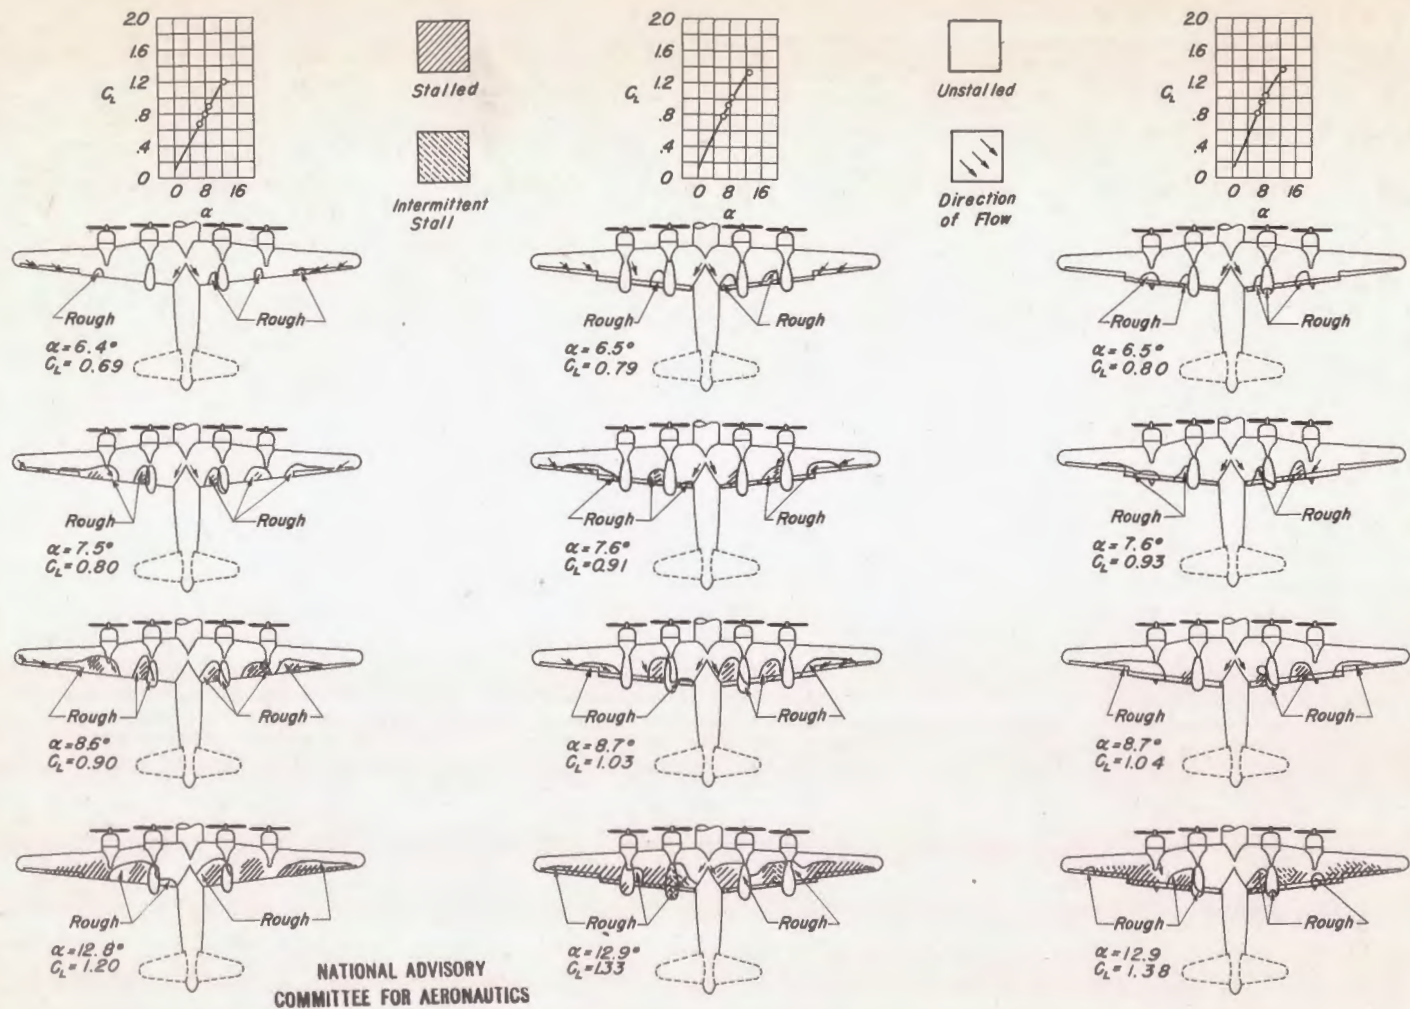 2.0
1.6
1.2
C_L
.8
.4
0
0 8 16
α
Stalled
Intermittent
Stall
2.0
1.6
1.2
C_L
.8
.4
0
0 8 16
Unstalled
Direction
of Flow
2.0
1.6
1.2
C_L
.8
.4
0
0 8 16
α
Rough Rough
α=6.4°
C_L=0.69
Rough Rough
α=6.5°
C_L=0.79
Rough Rough
α=6.5°
C_L=0.80
Rough Rough
α=7.5°
C_L=0.80
Rough Rough
α=7.6°
C_L=0.91
Rough Rough
α=7.6°
C_L=0.93
Rough Rough
α=8.6°
C_L=0.90
Rough Rough
α=8.7°
C_L=1.03
Rough Rough
α=8.7°
C_L=1.04
Rough Rough
α=12.8°
C_L=1.20
Rough Rough
α=12.9°
C_L=1.33
Rough Rough
α=12.9
C_L=1.38
NATIONAL ADVISORY
COMMITTEE FOR AERONAUTICS